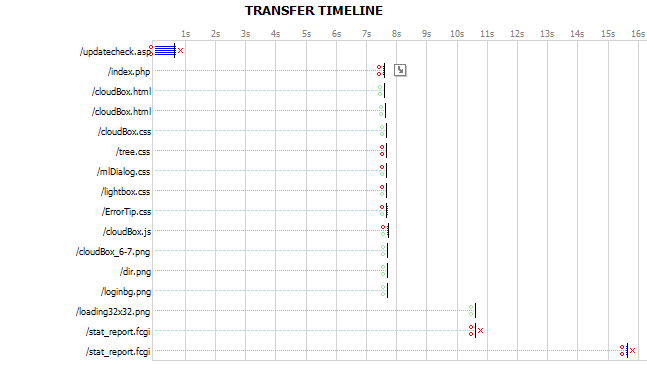 TRANSFER TIMELINE
1s 2s 3s 4s 5s 6s 7s 8s 9s 10s 11s 12s 13s 14s 15s 16s
/updatecheck.asp
/index.php
/cloudBox.html
/cloudBox.html
/cloudBox.css
/tree.css
/mlDialog.css
/lightbox.css
/ErrorTip.css
/cloudBox.js
/cloudBox_6-7.png
/dir.png
/loginbg.png
/loading32x32.png
/stat_report.fcgi
/stat_report.fcgi